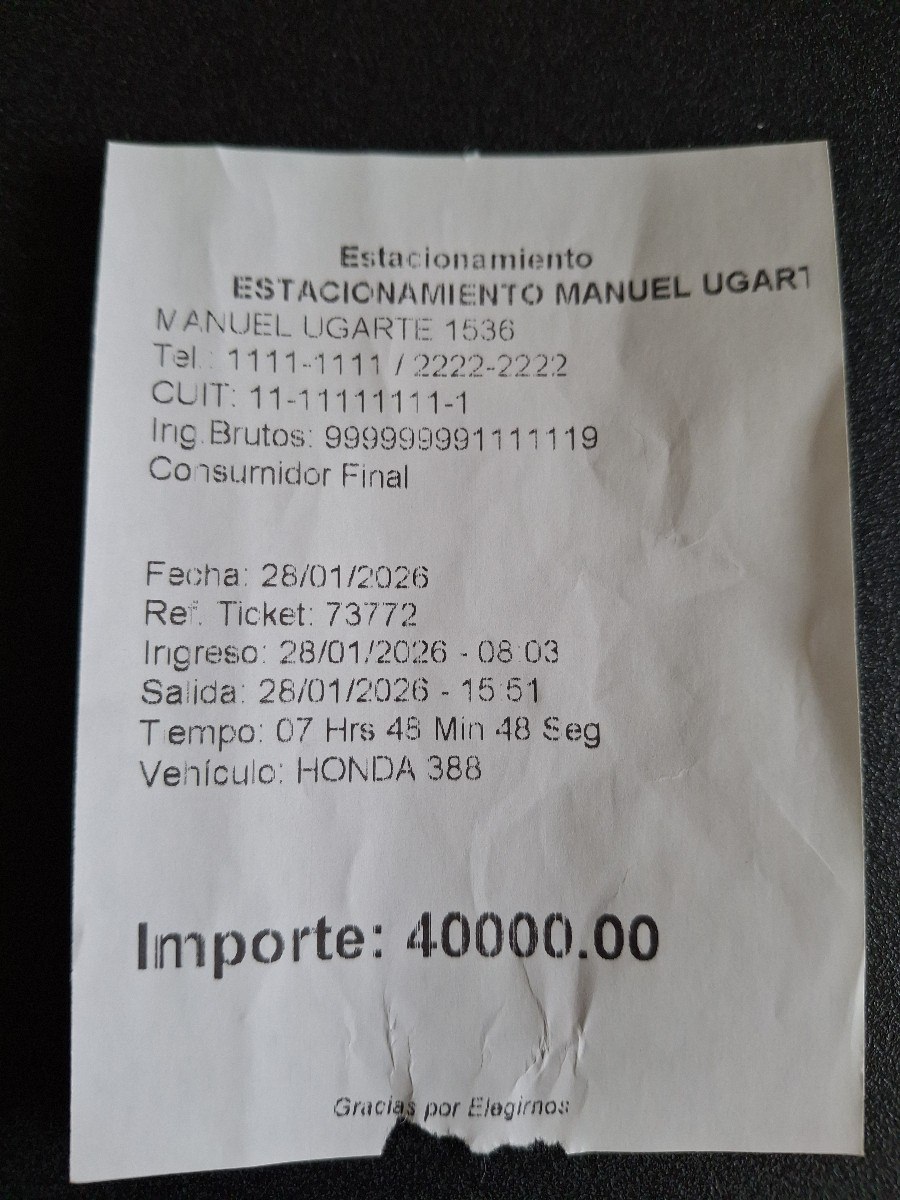 Estacionamiento
ESTACIONAMIENTO MANUEL UGART
MANUEL UGARTE 1536
Tel.: 1111-1111 / 2222-2222
CUIT: 11-11111111-1
Ing.Brutos: 999999991111119
Consumidor Final
Fecha: 28/01/2026
Ref. Ticket: 73772
Ingreso: 28/01/2026 - 08:03
Salida: 28/01/2026 - 15:51
Tiempo: 07 Hrs 48 Min 48 Seg
Vehículo: HONDA 388
Importe: 40000.00
Gracias por Elegirnos